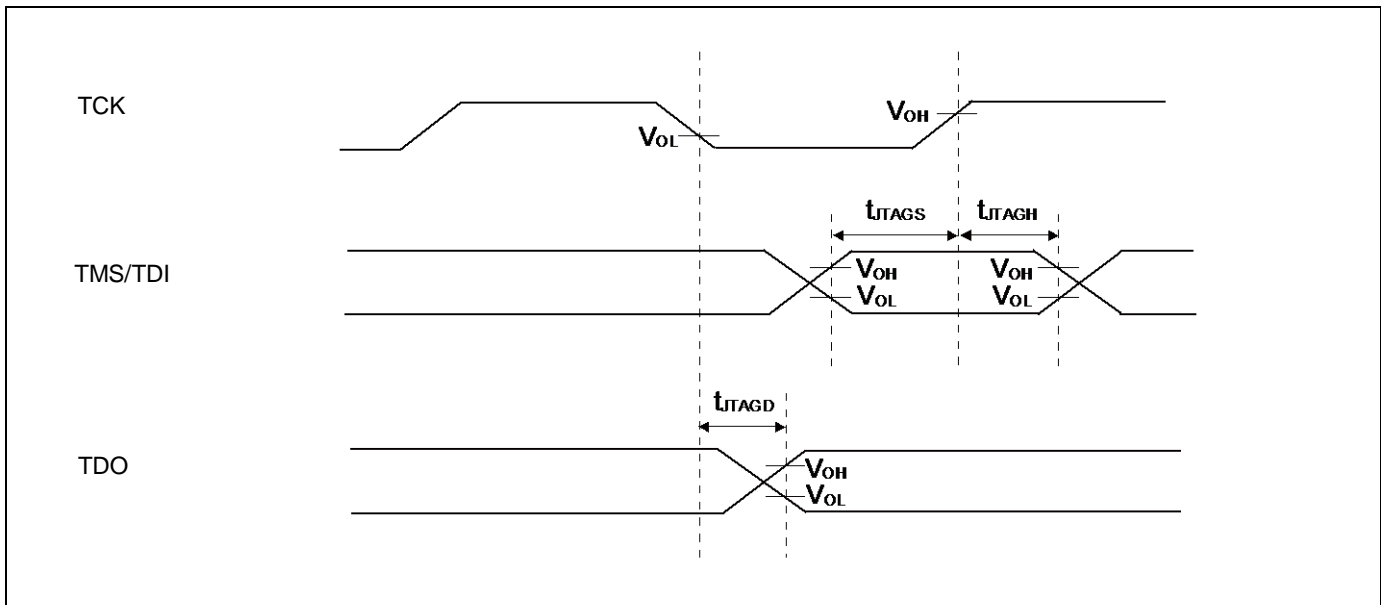 TCK
VOL
VOH
tJTAGS
tJTAGH
TMS/TDI
VOH
VOL
VOH
VOL
tJTAGD
TDO
VOH
VOL